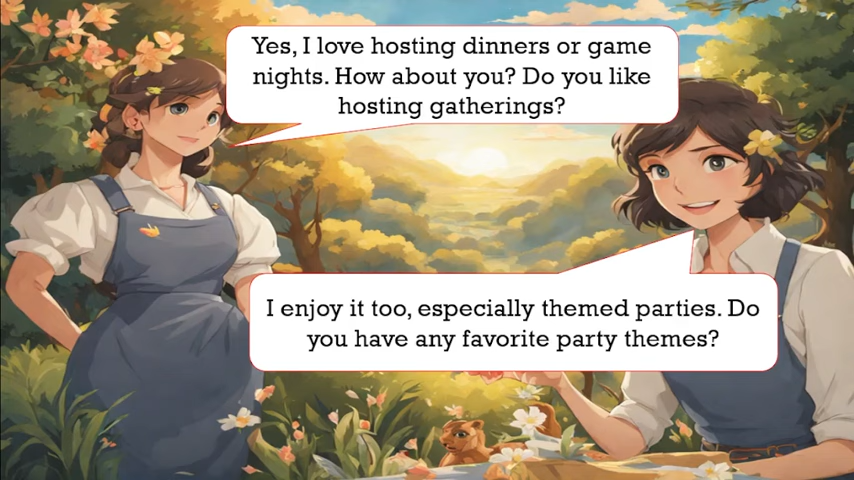 Yes, I love hosting dinners or game
nights. How about you? Do you like
hosting gatherings?
I enjoy it too, especially themed parties. Do
you have any favorite party themes?